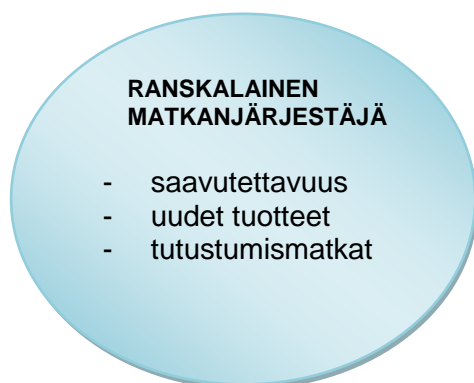 RANSKALAINEN
MATKANJÄRJESTÄJÄ
- saavutettavuus
- uudet tuotteet
- tutustumismatkat